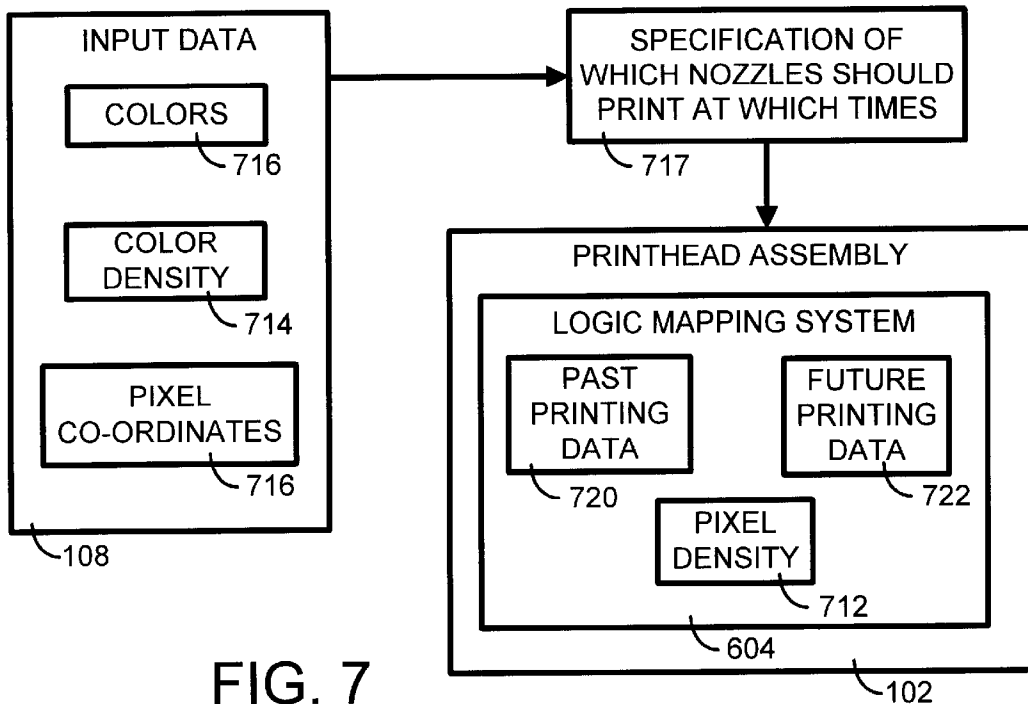 INPUT DATA
COLORS
716
COLOR
DENSITY
714
PIXEL
CO-ORDINATES
716
108
SPECIFICATION OF
WHICH NOZZLES SHOULD
PRINT AT WHICH TIMES
717
PRINTHEAD ASSEMBLY
LOGIC MAPPING SYSTEM
PAST
PRINTING
DATA
720
FUTURE
PRINTING
DATA
722
PIXEL
DENSITY
712
604
102
FIG. 7